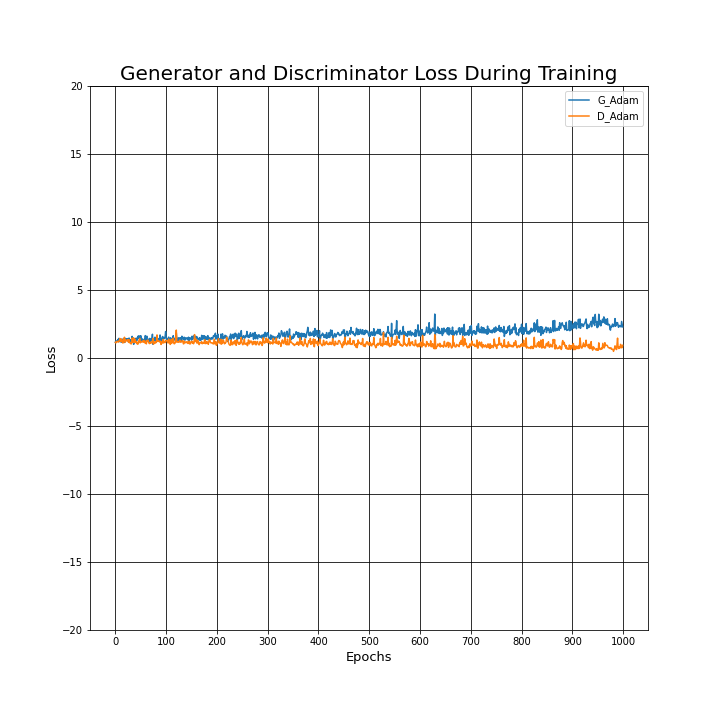 Generator and Discriminator Loss During Training
G_Adam
D_Adam
20
15
10
5
0
−5
−10
−15
−20
Loss
0 100 200 300 400 500 600 700 800 900 1000
Epochs